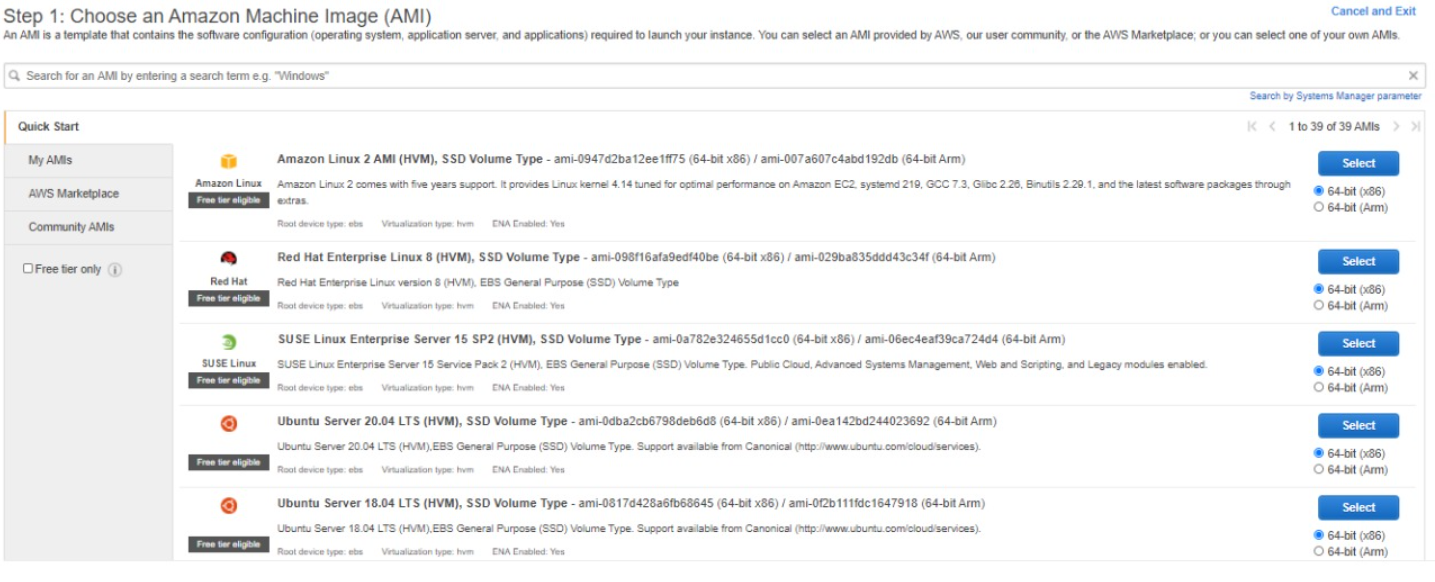 Step 1: Choose an Amazon Machine Image (AMI)
Cancel and Exit
An AMI is a template that contains the software configuration (operating system, application server, and applications) required to launch your instance. You can select an AMI provided by AWS, our user community, or the AWS Marketplace; or you can select one of your own AMIs.
Search for an AMI by entering a search term e.g. "Windows"
Search by Systems Manager parameter
Quick Start
1 to 39 of 39 AMIs
My AMIs
AWS Marketplace
Community AMIs
Free tier only
Amazon Linux
Free tier eligible
Amazon Linux 2 AMI (HVM), SSD Volume Type - ami-0947d2ba12ee1ff75 (64-bit x86) / ami-007a607c4abd192db (64-bit Arm)
Amazon Linux 2 comes with five years support. It provides Linux kernel 4.14 tuned for optimal performance on Amazon EC2, systemd 219, GCC 7.3, Glibc 2.26, Binutils 2.29.1, and the latest software packages through
extras.
Root device type: ebs Virtualization type: hvm ENA Enabled: Yes
Select
64-bit (x86)
64-bit (Arm)
Red Hat
Free tier eligible
Red Hat Enterprise Linux 8 (HVM), SSD Volume Type - ami-098f16afa9edf40be (64-bit x86) / ami-029ba835ddd43c34f (64-bit Arm)
Red Hat Enterprise Linux version 8 (HVM), EBS General Purpose (SSD) Volume Type
Root device type: ebs Virtualization type: hvm ENA Enabled: Yes
Select
64-bit (x86)
64-bit (Arm)
SUSE Linux
Free tier eligible
SUSE Linux Enterprise Server 15 SP2 (HVM), SSD Volume Type - ami-0a782e324655d1cc0 (64-bit x86) / ami-06ec4eaf39ca724d4 (64-bit Arm)
SUSE Linux Enterprise Server 15 Service Pack 2 (HVM), EBS General Purpose (SSD) Volume Type. Public Cloud, Advanced Systems Management, Web and Scripting, and Legacy modules enabled.
Root device type: ebs Virtualization type: hvm ENA Enabled: Yes
Select
64-bit (x86)
64-bit (Arm)
Free tier eligible
Ubuntu Server 20.04 LTS (HVM), SSD Volume Type - ami-0dba2cb6798deb6d8 (64-bit x86) / ami-0ea142bd244023692 (64-bit Arm)
Ubuntu Server 20.04 LTS (HVM),EBS General Purpose (SSD) Volume Type. Support available from Canonical (http://www.ubuntu.com/cloud/services).
Root device type: ebs Virtualization type: hvm ENA Enabled: Yes
Select
64-bit (x86)
64-bit (Arm)
Free tier eligible
Ubuntu Server 18.04 LTS (HVM), SSD Volume Type - ami-0817d428a6fb68645 (64-bit x86) / ami-0f2b111fdc1647918 (64-bit Arm)
Ubuntu Server 18.04 LTS (HVM),EBS General Purpose (SSD) Volume Type. Support available from Canonical (http://www.ubuntu.com/cloud/services).
Root device type: ebs Virtualization type: hvm ENA Enabled: Yes
Select
64-bit (x86)
64-bit (Arm)